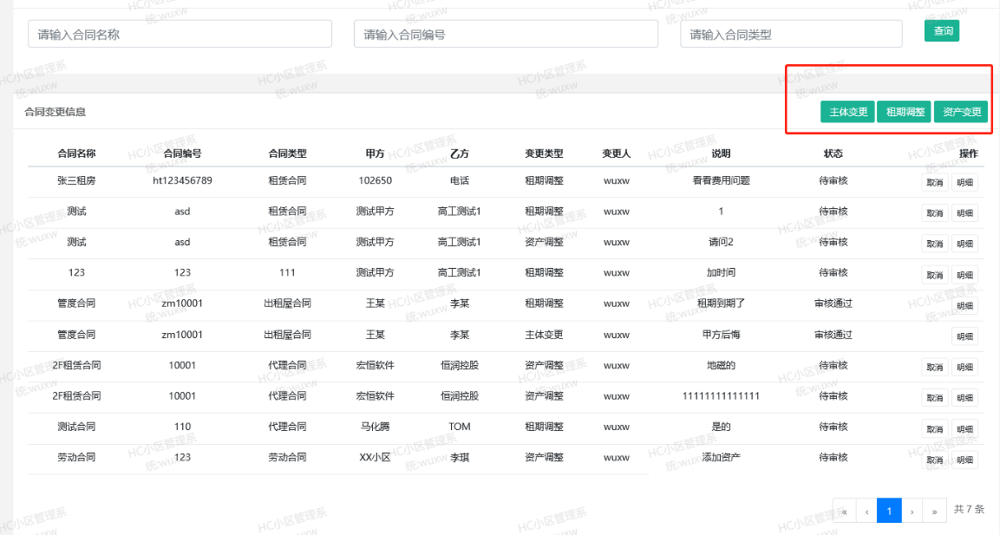 请输入合同名称 请输入合同编号 请输入合同类型 查询
合同变更信息 主体变更 租期调整 资产变更
合同名称 合同编号 合同类型 甲方 乙方 变更类型 变更人 说明 状态 操作
张三租房 ht123456789 租赁合同 102650 电话 租期调整 wuxw 看看费用问题 待审核 取消 明细
测试 asd 租赁合同 测试甲方 高工测试1 租期调整 wuxw 1 待审核 取消 明细
测试 asd 租赁合同 测试甲方 高工测试1 资产调整 wuxw 请问2 待审核 取消 明细
123 123 111 测试甲方 高工测试1 租期调整 wuxw 加时间 待审核 取消 明细
管度合同 zm10001 出租屋合同 王某 李某 租期调整 wuxw 租期到期了 审核通过 明细
管度合同 zm10001 出租屋合同 王某 李某 主体变更 wuxw 甲方后悔 审核通过 明细
2F租赁合同 10001 代理合同 宏恒软件 恒润控股 资产调整 wuxw 地磁的 待审核 取消 明细
2F租赁合同 10001 代理合同 宏恒软件 恒润控股 资产调整 wuxw 11111111111111 待审核 取消 明细
测试合同 110 代理合同 马化腾 TOM 租期调整 wuxw 是的 待审核 取消 明细
劳动合同 123 劳动合同 XX小区 李琪 资产调整 wuxw 添加资产 待审核 取消 明细
« ‹ 1 › » 共 7 条
HC小区管理系
统:wuxw